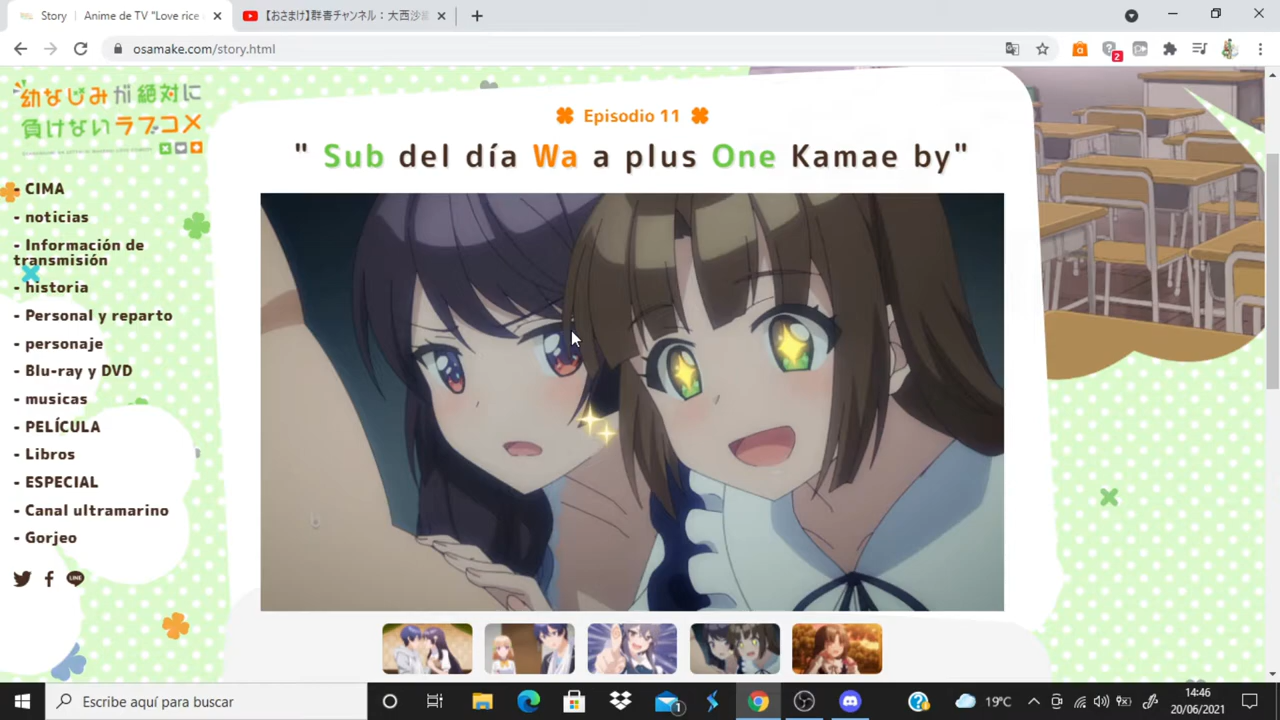 Story Anime de TV "Love rice
【おさまけ】群青チャンネル：大西沙織
osamake.com/story.html
2
幼なじみが絶対に
負けないラブコメ
Episodio 11
" Sub del día Wa a plus One Kamae by"
- CIMA
- noticias
- Información de
transmisión
- historia
- Personal y reparto
- personaje
- Blu-ray y DVD
- musicas
- PELÍCULA
- Libros
- ESPECIAL
- Canal ultramarino
- Gorjeo
LINE
Escribe aquí para buscar
1
19°C
14:46
20/06/2021